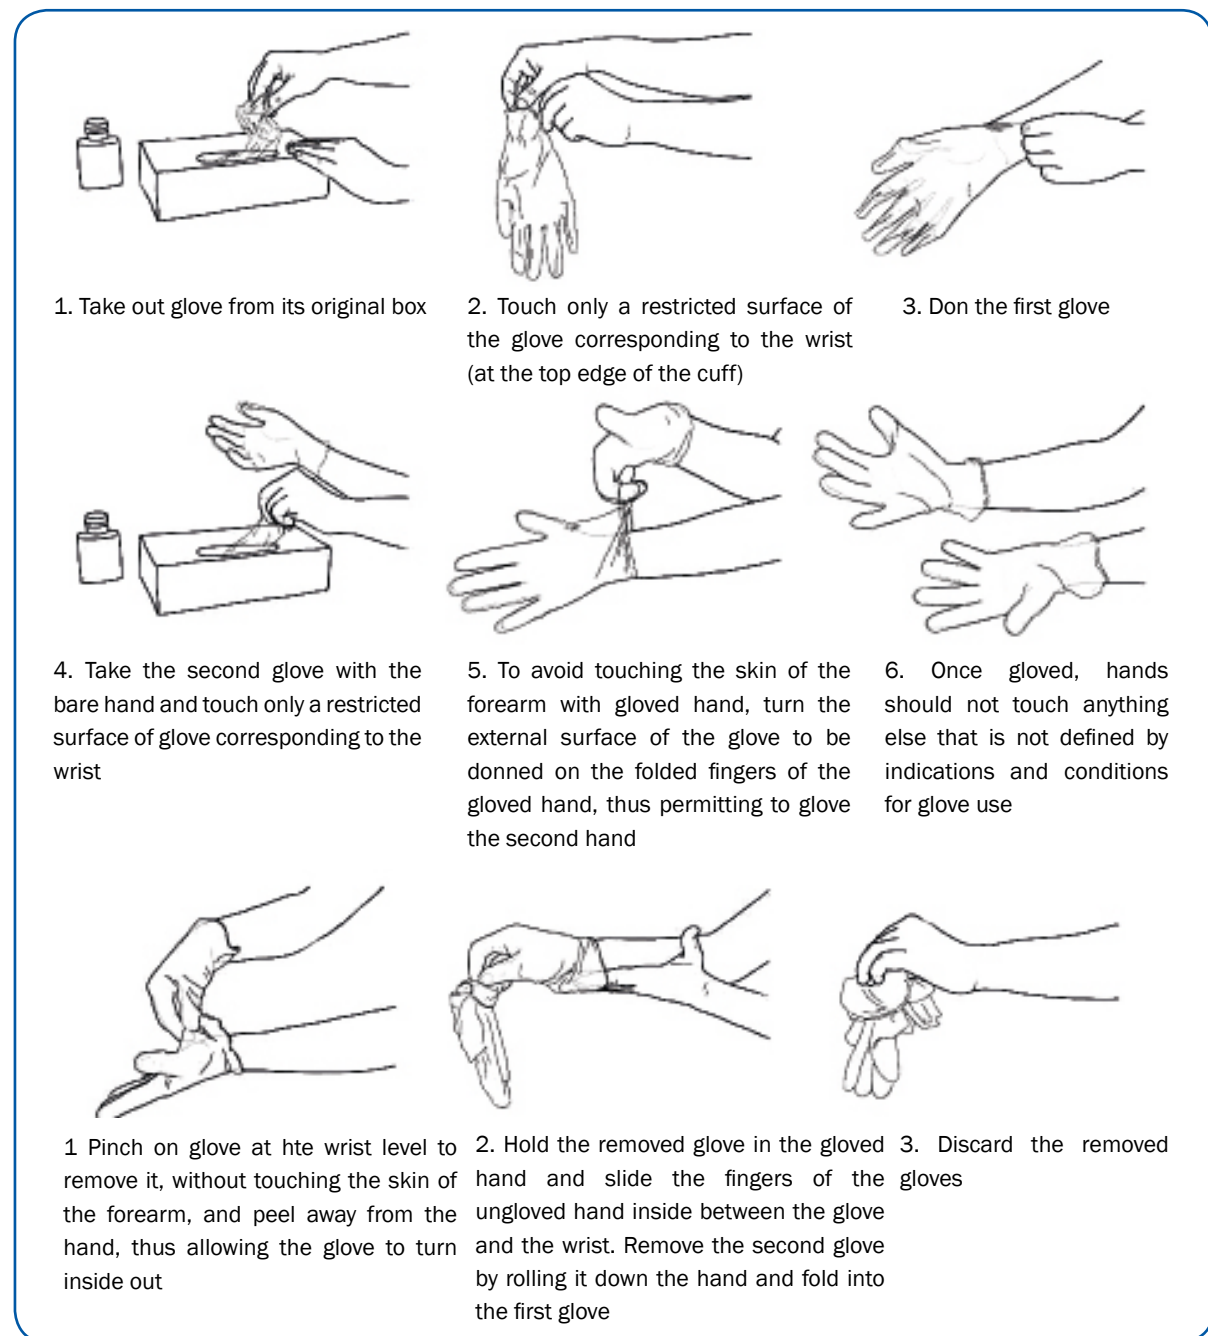 1. Take out glove from its original box
2. Touch only a restricted surface of
the glove corresponding to the wrist
(at the top edge of the cuff)
3. Don the first glove
4. Take the second glove with the
bare hand and touch only a restricted
surface of glove corresponding to the
wrist
5. To avoid touching the skin of the
forearm with gloved hand, turn the
external surface of the glove to be
donned on the folded fingers of the
gloved hand, thus permitting to glove
the second hand
6. Once gloved, hands
should not touch anything
else that is not defined by
indications and conditions
for glove use
1 Pinch on glove at hte wrist level to
remove it, without touching the skin of
the forearm, and peel away from the
hand, thus allowing the glove to turn
inside out
2. Hold the removed glove in the gloved
hand and slide the fingers of the
ungloved hand inside between the glove
and the wrist. Remove the second glove
by rolling it down the hand and fold into
the first glove
3. Discard the removed
gloves